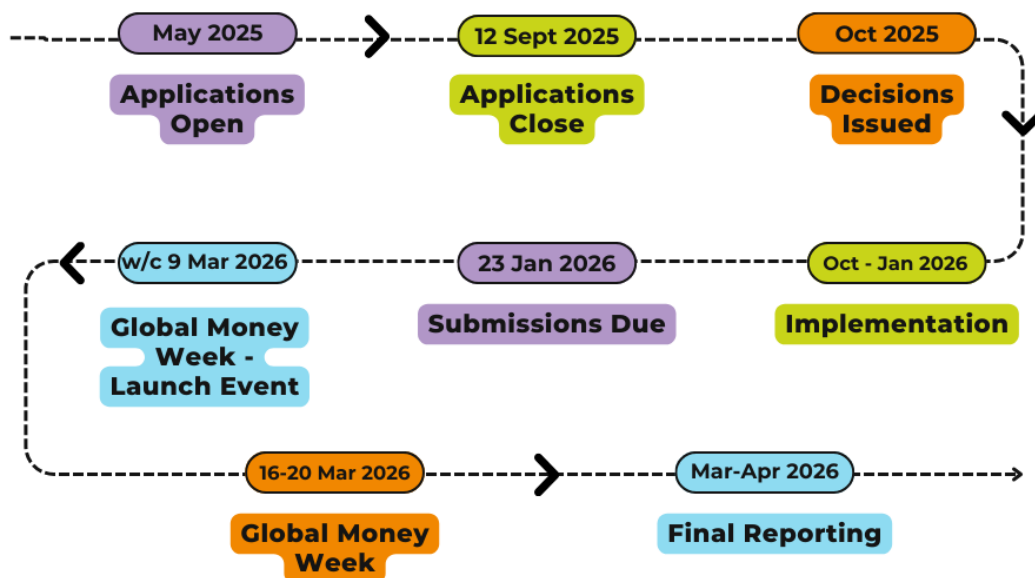 May 2025
12 Sept 2025
Oct 2025
Applications
Open
Applications
Close
Decisions
Issued
Oct - Jan 2026
23 Jan 2026
w/c 9 Mar 2026
Implementation
Submissions Due
Global Money
Week -
Launch Event
16-20 Mar 2026
Mar-Apr 2026
Global Money
Week
Final Reporting